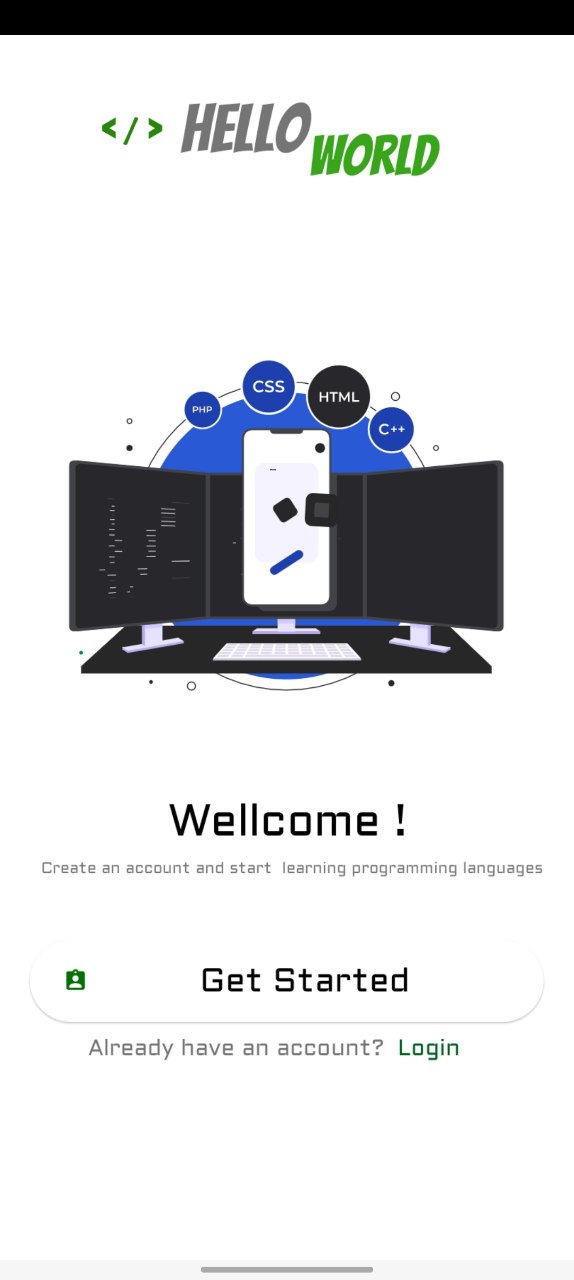 </> HELLO
WORLD
CSS
HTML
PHP
C++
Wellcome !
Create an account and start  learning programming languages
Get Started
Already have an account?  Login